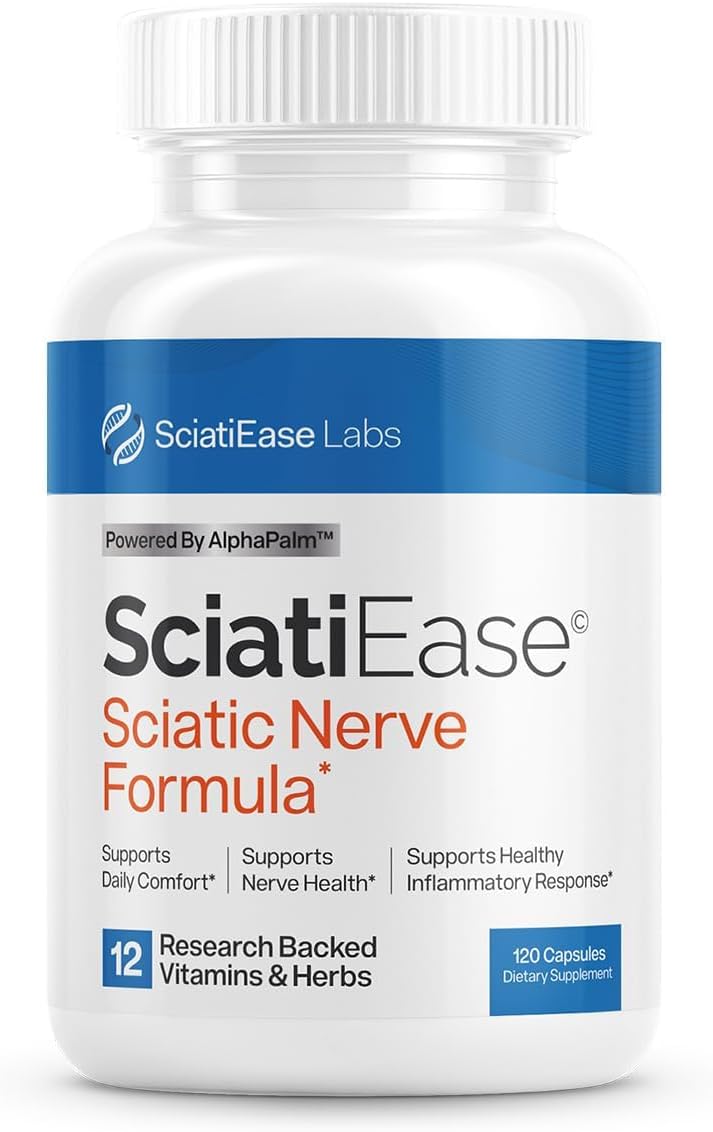 SciatiEase Labs
Powered By AlphaPalm™
SciatiEase©
Sciatic Nerve
Formula*
Supports
Daily Comfort*
Supports
Nerve Health*
Supports Healthy
Inflammatory Response*
12
Research Backed
Vitamins & Herbs
120 Capsules
Dietary Supplement